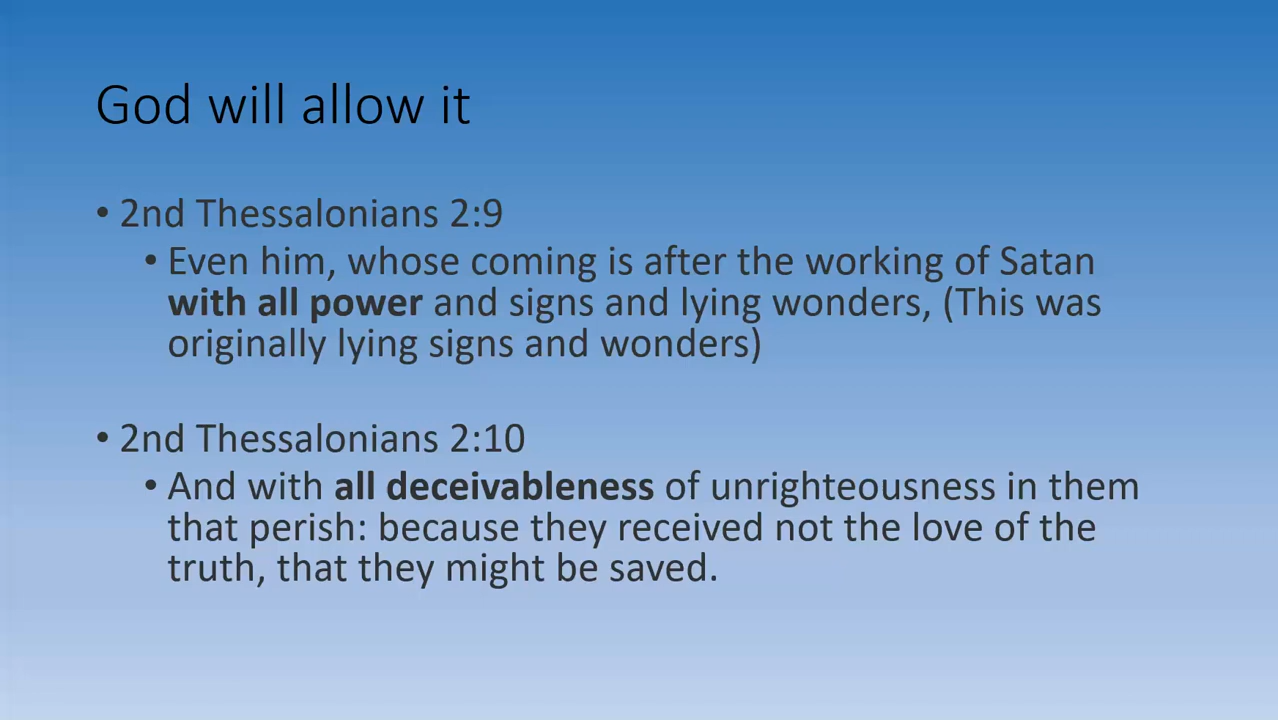 God will allow it
• 2nd Thessalonians 2:9
• Even him, whose coming is after the working of Satan
with all power and signs and lying wonders, (This was
originally lying signs and wonders)
• 2nd Thessalonians 2:10
• And with all deceivableness of unrighteousness in them
that perish: because they received not the love of the
truth, that they might be saved.